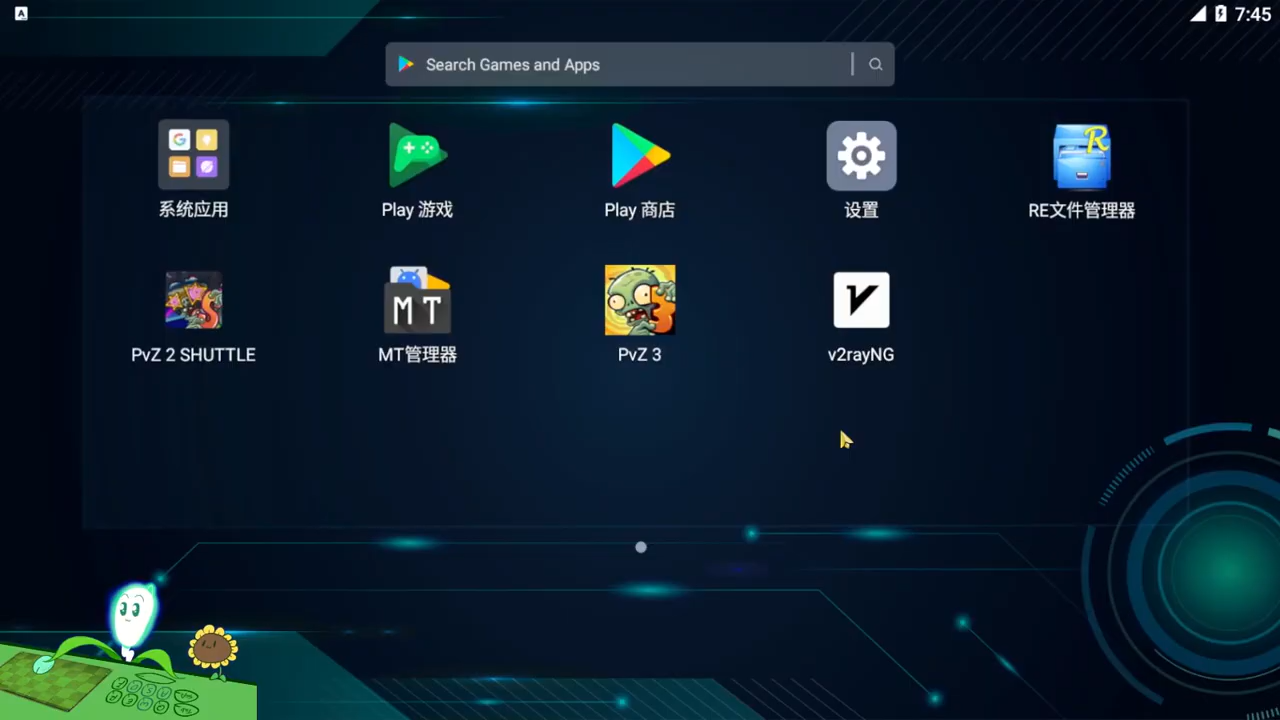 A
7:45
Search Games and Apps
系统应用
Play 游戏
Play 商店
设置
R
RE文件管理器
PvZ 2 SHUTTLE
M T
MT管理器
3
PvZ 3
v2rayNG